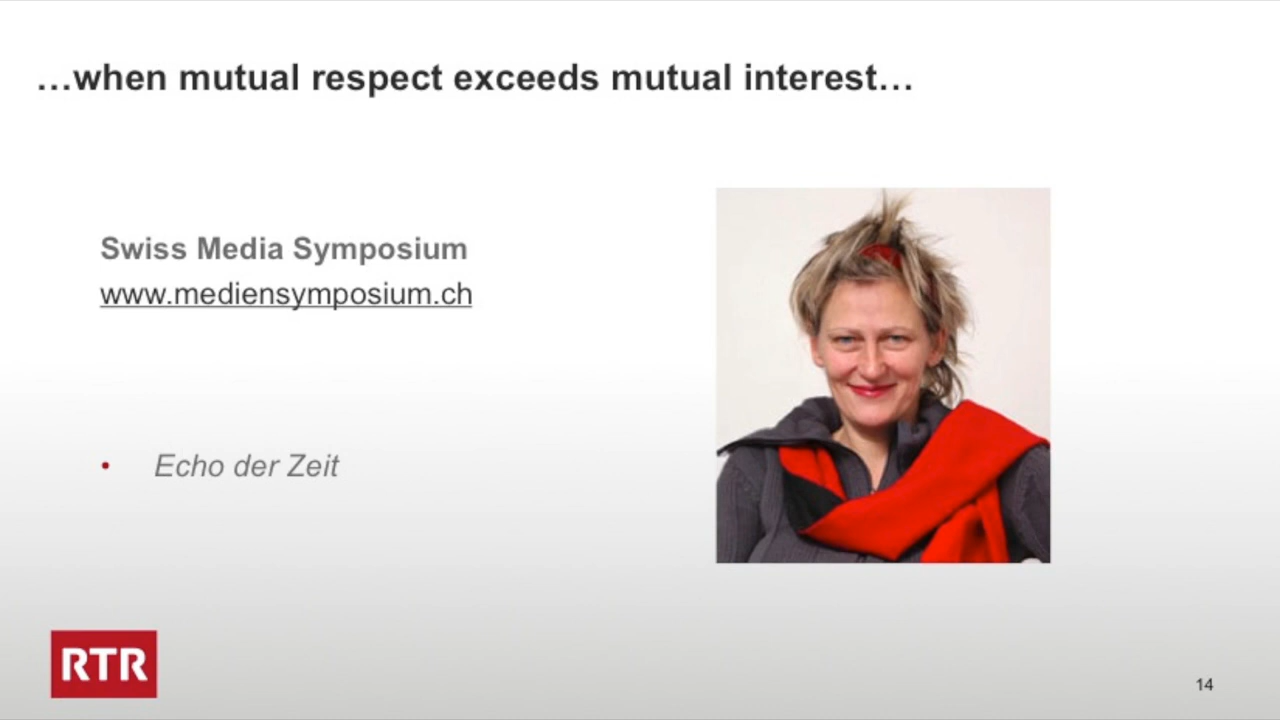 …when mutual respect exceeds mutual interest…
Swiss Media Symposium
www.mediensymposium.ch
• Echo der Zeit
RTR
14